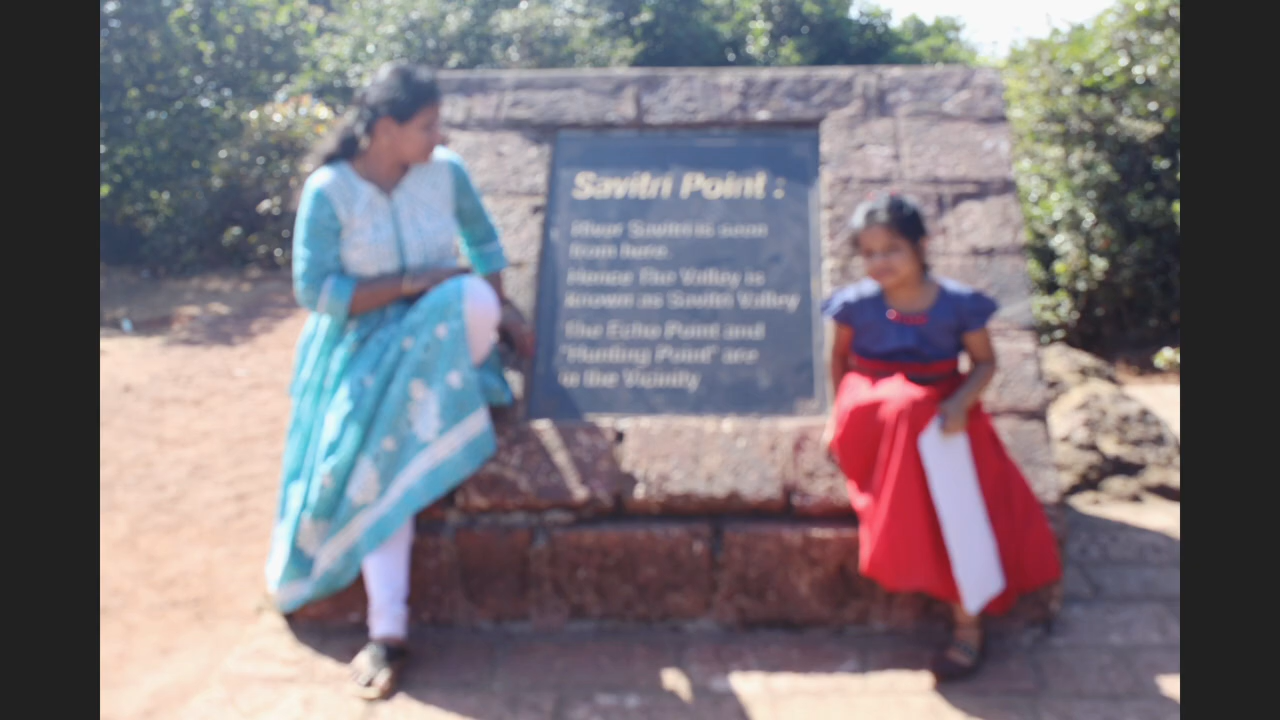 Savitri Point :
River Savitri is seen
from here.
Hence The Valley is
known as Savitri Valley
The Echo Point and
"Hunting Point" are
in the Vicinity